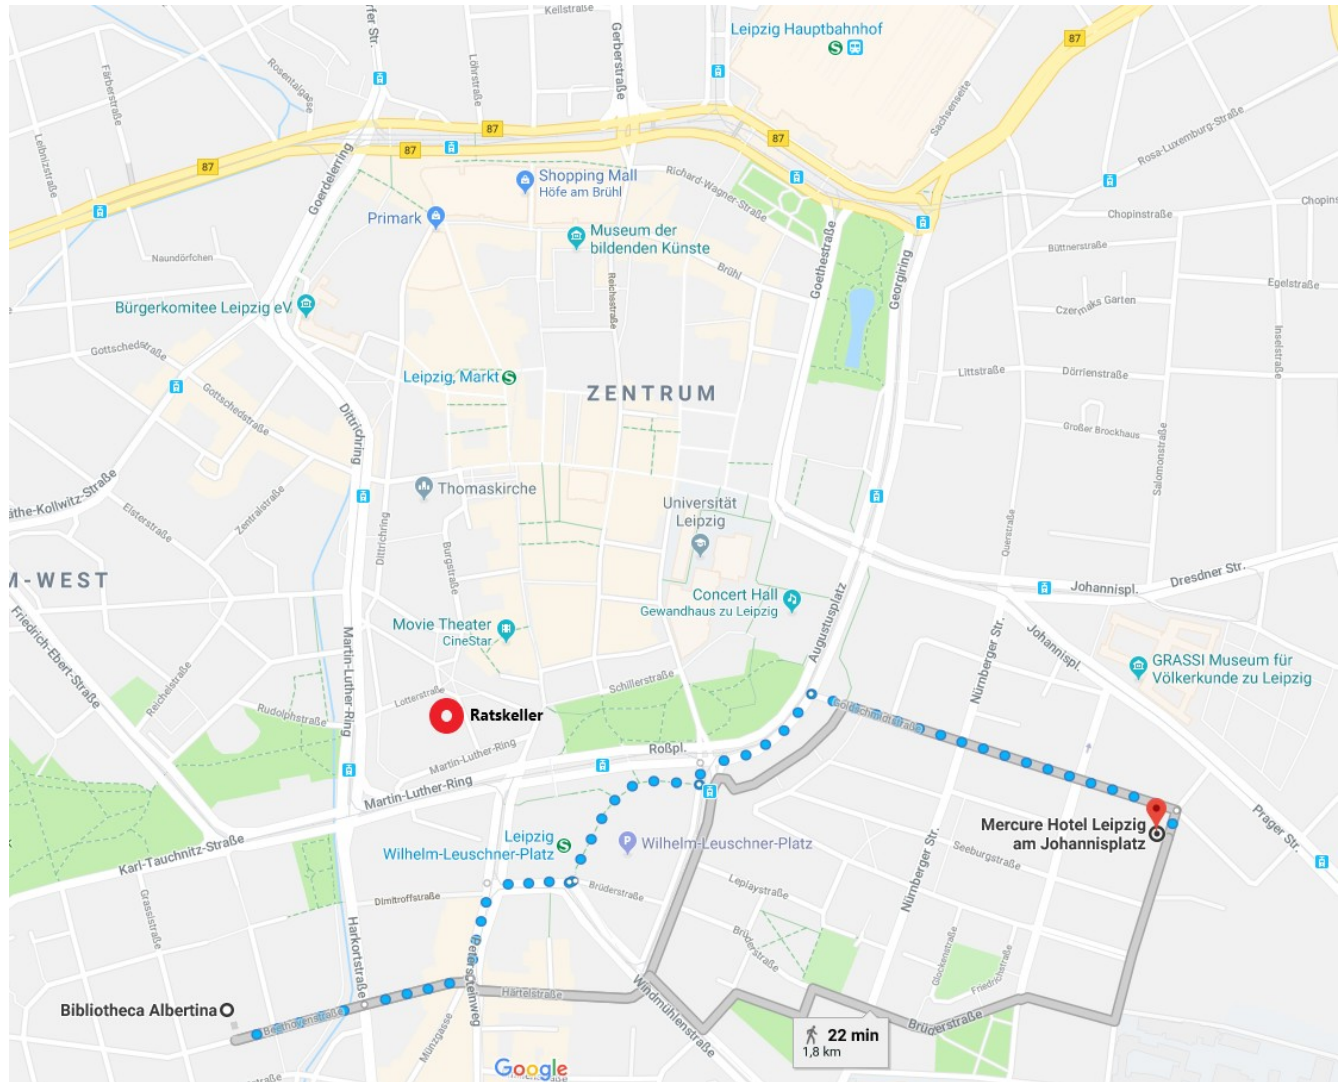 Keilstraße
Leipzig Hauptbahnhof
S
87
Gerberstraße
Löhrstraße
Rosentalgasse
Färberstraße
Leibnizstraße
Sachsenseite
Rosa-Luxemburg-Straße
87
87
87
87
Goerdelerring
Shopping Mall
Höfe am Brühl
Primark
Richard-Wagner-Straße
Chopinstraße
Museum der
bildenden Künste
Goethestraße
Georgiring
Büttnerstraße
Naundörfchen
Brühl
Reichsstraße
Egelstraße
Bürgerkomitee Leipzig eV
Czermaks Garten
Inselstraße
Gottschedstraße
Leipzig, Markt
S
ZENTRUM
Littstraße
Dörrienstraße
Gottschedstraße
Dittrichring
Großer Brockhaus
Salomonstraße
Thomaskirche
Universität
Leipzig
Elsterstraße
Zentralstraße
Dittrichring
Burgstraße
Querstraße
Dresdner Str.
Johannispl.
M-WEST
Concert Hall
Gewandhaus zu Leipzig
Augustusplatz
Friedrich-Ebert-Straße
Movie Theater
CineStar
Martin-Luther-Ring
Nürnberger Str.
Johannispl.
GRASSI Museum für
Völkerkunde zu Leipzig
Reichelstraße
Schillerstraße
Lotterstraße
Rudolphstraße
Ratskeller
Goldschmidtstraße
Martin-Luther-Ring
Roßpl.
Martin-Luther-Ring
Prager Str.
Mercure Hotel Leipzig
am Johannisplatz
Karl-Tauchnitz-Straße
Leipzig
Wilhelm-Leuschner-Platz
S
P
Wilhelm-Leuschner-Platz
Seeburgstraße
Nürnberger Str.
Leplaystraße
Brüderstraße
Dimitroffstraße
Grassistraße
Harkortstraße
Peterssteinweg
Brüderstraße
Glockenstraße
Friedrichstraße
Härtelstraße
Windmühlenstraße
Bibliotheca Albertina
Beethovenstraße
Münzgasse
Brüderstraße
22 min
1,8 km
Google